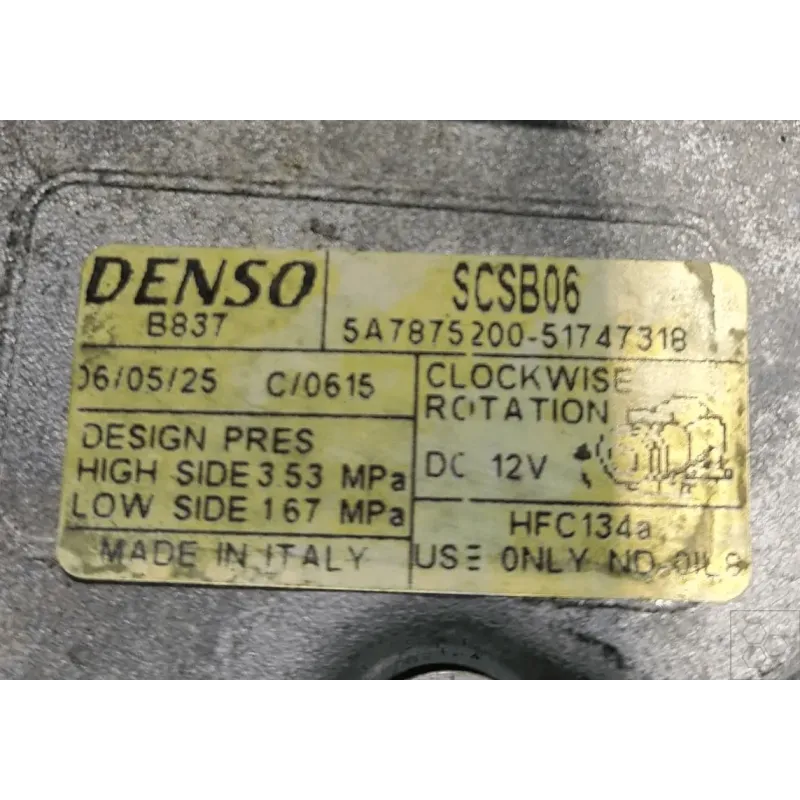 DENSO
B837
SCSB06
5A7875200-51747318
06/05/25 C/0615
DESIGN PRES
HIGH SIDE 3.53 MPa
LOW SIDE 1.67 MPa
MADE IN ITALY
CLOCKWISE
ROTATION
DC 12V
HFC134a
USE ONLY ND-OIL 8